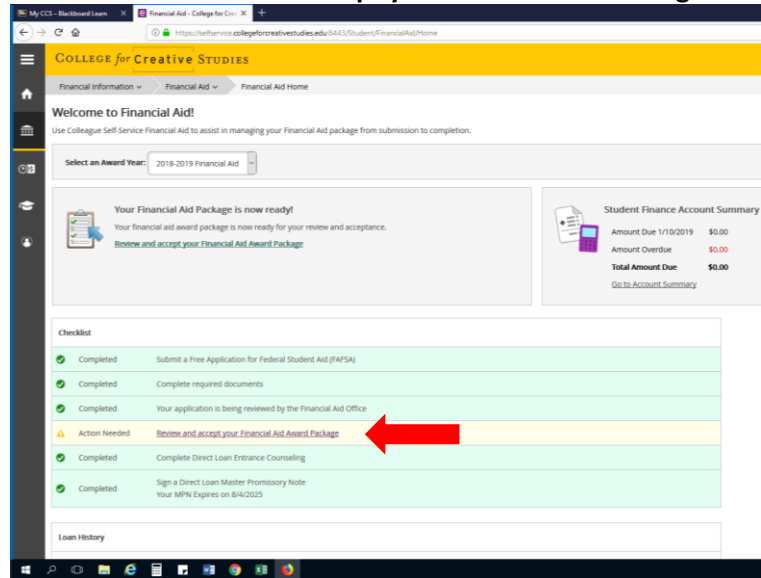 My CCS – Blackboard Learn
Financial Aid - College for Cre
https://selfservice.collegeforcreativestudies.edu:8443/Student/FinancialAid/Home
COLLEGE for Creative STUDIES
Financial Information
Financial Aid
Financial Aid Home
Welcome to Financial Aid!
Use Colleague Self-Service Financial Aid to assist in managing your Financial Aid package from submission to completion.
Select an Award Year: 2018-2019 Financial Aid
Your Financial Aid Package is now ready!
Your financial aid award package is now ready for your review and acceptance.
Review and accept your Financial Aid Award Package
Student Finance Account Summary
Amount Due 1/10/2019 $0.00
Amount Overdue $0.00
Total Amount Due $0.00
Go to Account Summary
Checklist
Completed Submit a Free Application for Federal Student Aid (FAFSA)
Completed Complete required documents
Completed Your application is being reviewed by the Financial Aid Office
Action Needed Review and accept your Financial Aid Award Package
Completed Complete Direct Loan Entrance Counseling
Completed Sign a Direct Loan Master Promissory Note
Your MPN Expires on 8/4/2025
Loan History